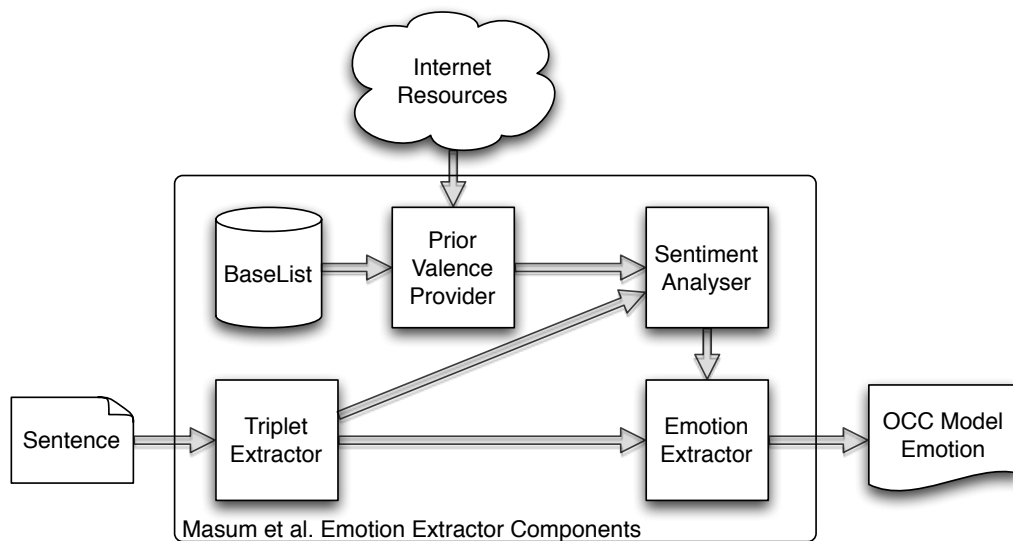 Internet
Resources
BaseList
Prior
Valence
Provider
Sentiment
Analyser
Sentence
Triplet
Extractor
Emotion
Extractor
OCC Model
Emotion
Masum et al. Emotion Extractor Components